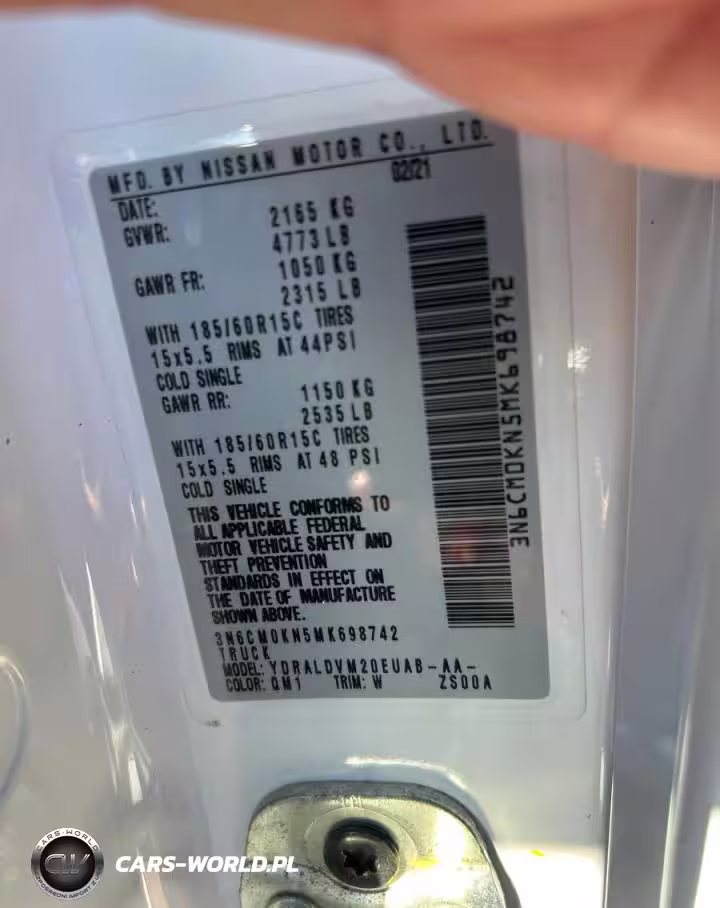 MFD. BY NISSAN MOTOR CO., LTD.
DATE: 02/21
GVWR: 2165 KG
4773 LB
GAWR FR: 1050 KG
2315 LB
WITH 185/60R15C TIRES
15x5.5 RIMS AT 44PSI
COLD SINGLE
GAWR RR: 1150 KG
2535 LB
WITH 185/60R15C TIRES
15x5.5 RIMS AT 48 PSI
COLD SINGLE
THIS VEHICLE CONFORMS TO
ALL APPLICABLE FEDERAL
MOTOR VEHICLE SAFETY AND
THEFT PREVENTION
STANDARDS IN EFFECT ON
THE DATE OF MANUFACTURE
SHOWN ABOVE.
3N6CM0KN5MK698742
TRUCK
MODEL: YDRALDVM20EUAB-AA-
COLOR: QM1 TRIM: W ZS00A
3N6CM0KN5MK698742
CARS-WORLD
CW
CARS-WORLD.PL